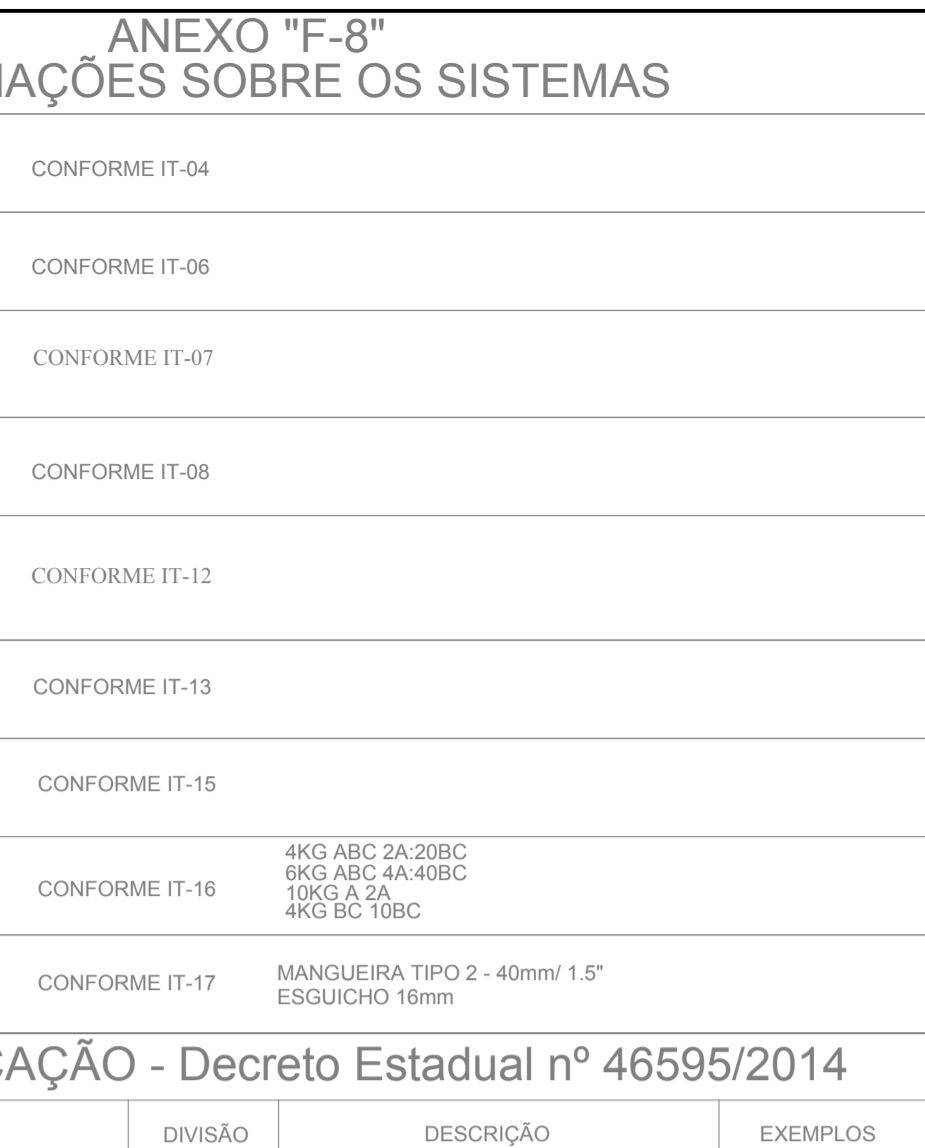 ANEXO "F-8"
AÇÕES SOBRE OS SISTEMAS
CONFORME IT-04
CONFORME IT-06
CONFORME IT-07
CONFORME IT-08
CONFORME IT-12
CONFORME IT-13
CONFORME IT-15
CONFORME IT-16
4KG ABC 2A:20BC
6KG ABC 4A:40BC
10KG A 2A
4KG BC 10BC
CONFORME IT-17
MANGUEIRA TIPO 2 - 40mm/ 1.5"
ESGUICHO 16mm
AÇÃO - Decreto Estadual nº 46595/2014
DIVISÃO DESCRIÇÃO EXEMPLOS